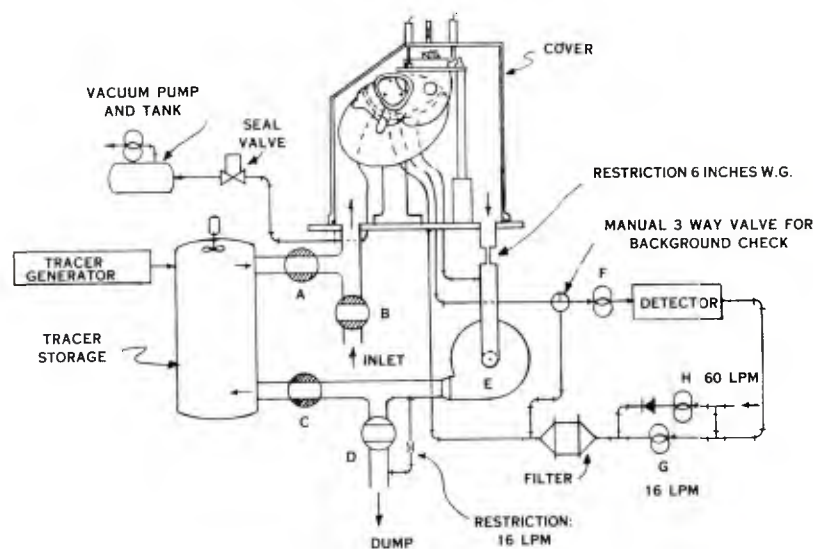 COVER
VACUUM PUMP
AND TANK
SEAL
VALVE
RESTRICTION 6 INCHES W.G.
MANUAL 3 WAY VALVE FOR
BACKGROUND CHECK
TRACER
GENERATOR
A
F
DETECTOR
B
TRACER
STORAGE
INLET
E
H 60 LPM
C
D
FILTER
G
16 LPM
RESTRICTION:
16 LPM
DUMP